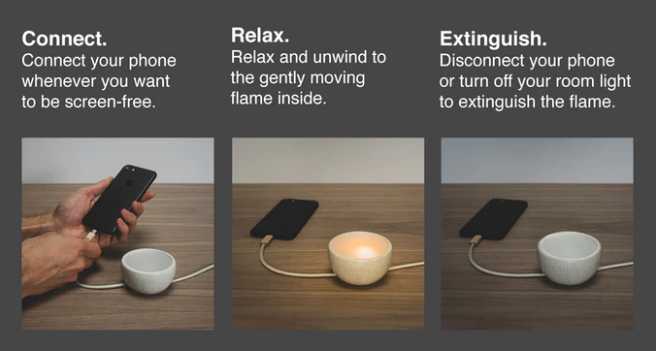 Connect.
Connect your phone
whenever you want
to be screen-free.
Relax.
Relax and unwind to
the gently moving
flame inside.
Extinguish.
Disconnect your phone
or turn off your room light
to extinguish the flame.